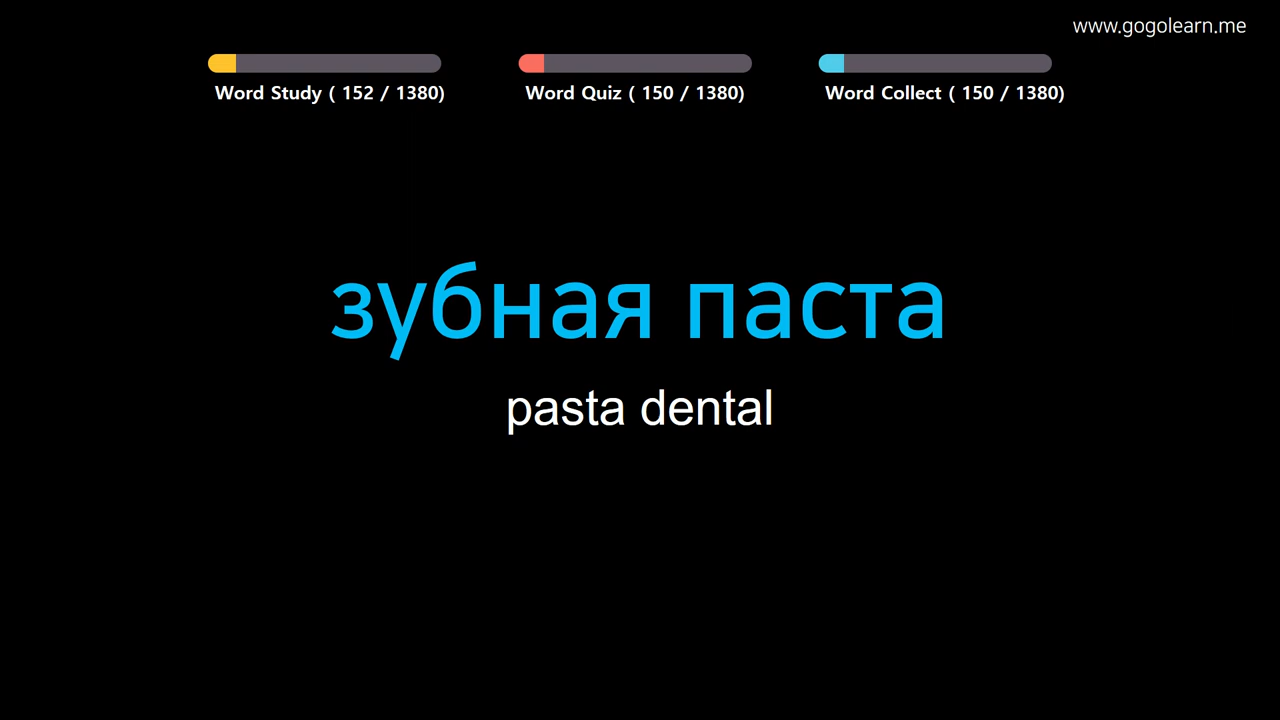 www.gogolearn.me
Word Study ( 152 / 1380)
Word Quiz ( 150 / 1380)
Word Collect ( 150 / 1380)
зубная паста
pasta dental